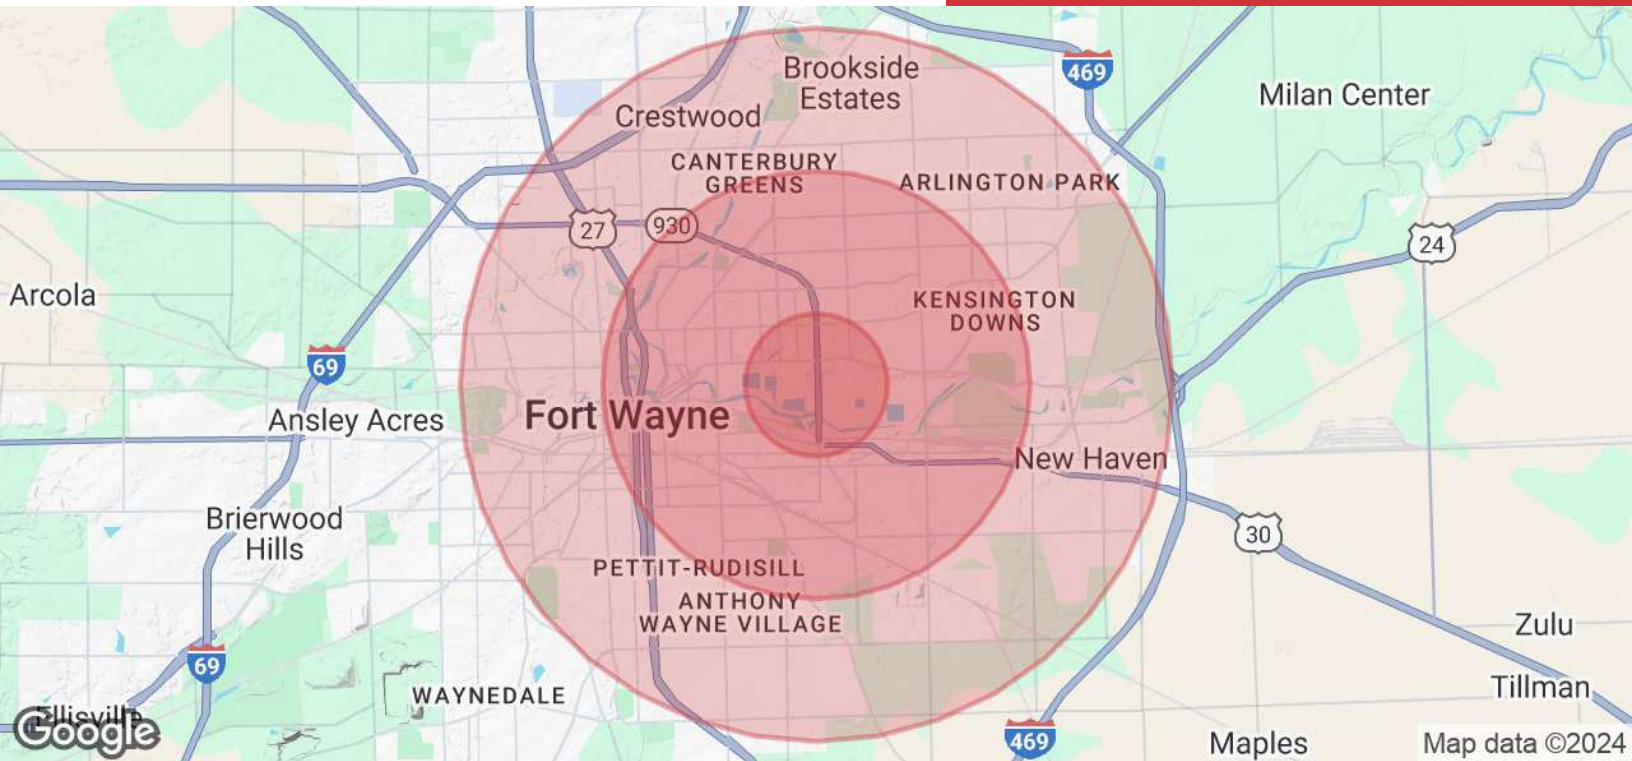 Brookside
Estates
469
Milan Center
Crestwood
CANTERBURY
GREENS
ARLINGTON PARK
27
930
24
Arcola
KENSINGTON
DOWNS
69
Ansley Acres
Fort Wayne
New Haven
Brierwood
Hills
30
PETTIT-RUDISILL
ANTHONY
WAYNE VILLAGE
Zulu
69
WAYNEDALE
Tillman
Ellisville
Google
469
Maples
Map data ©2024